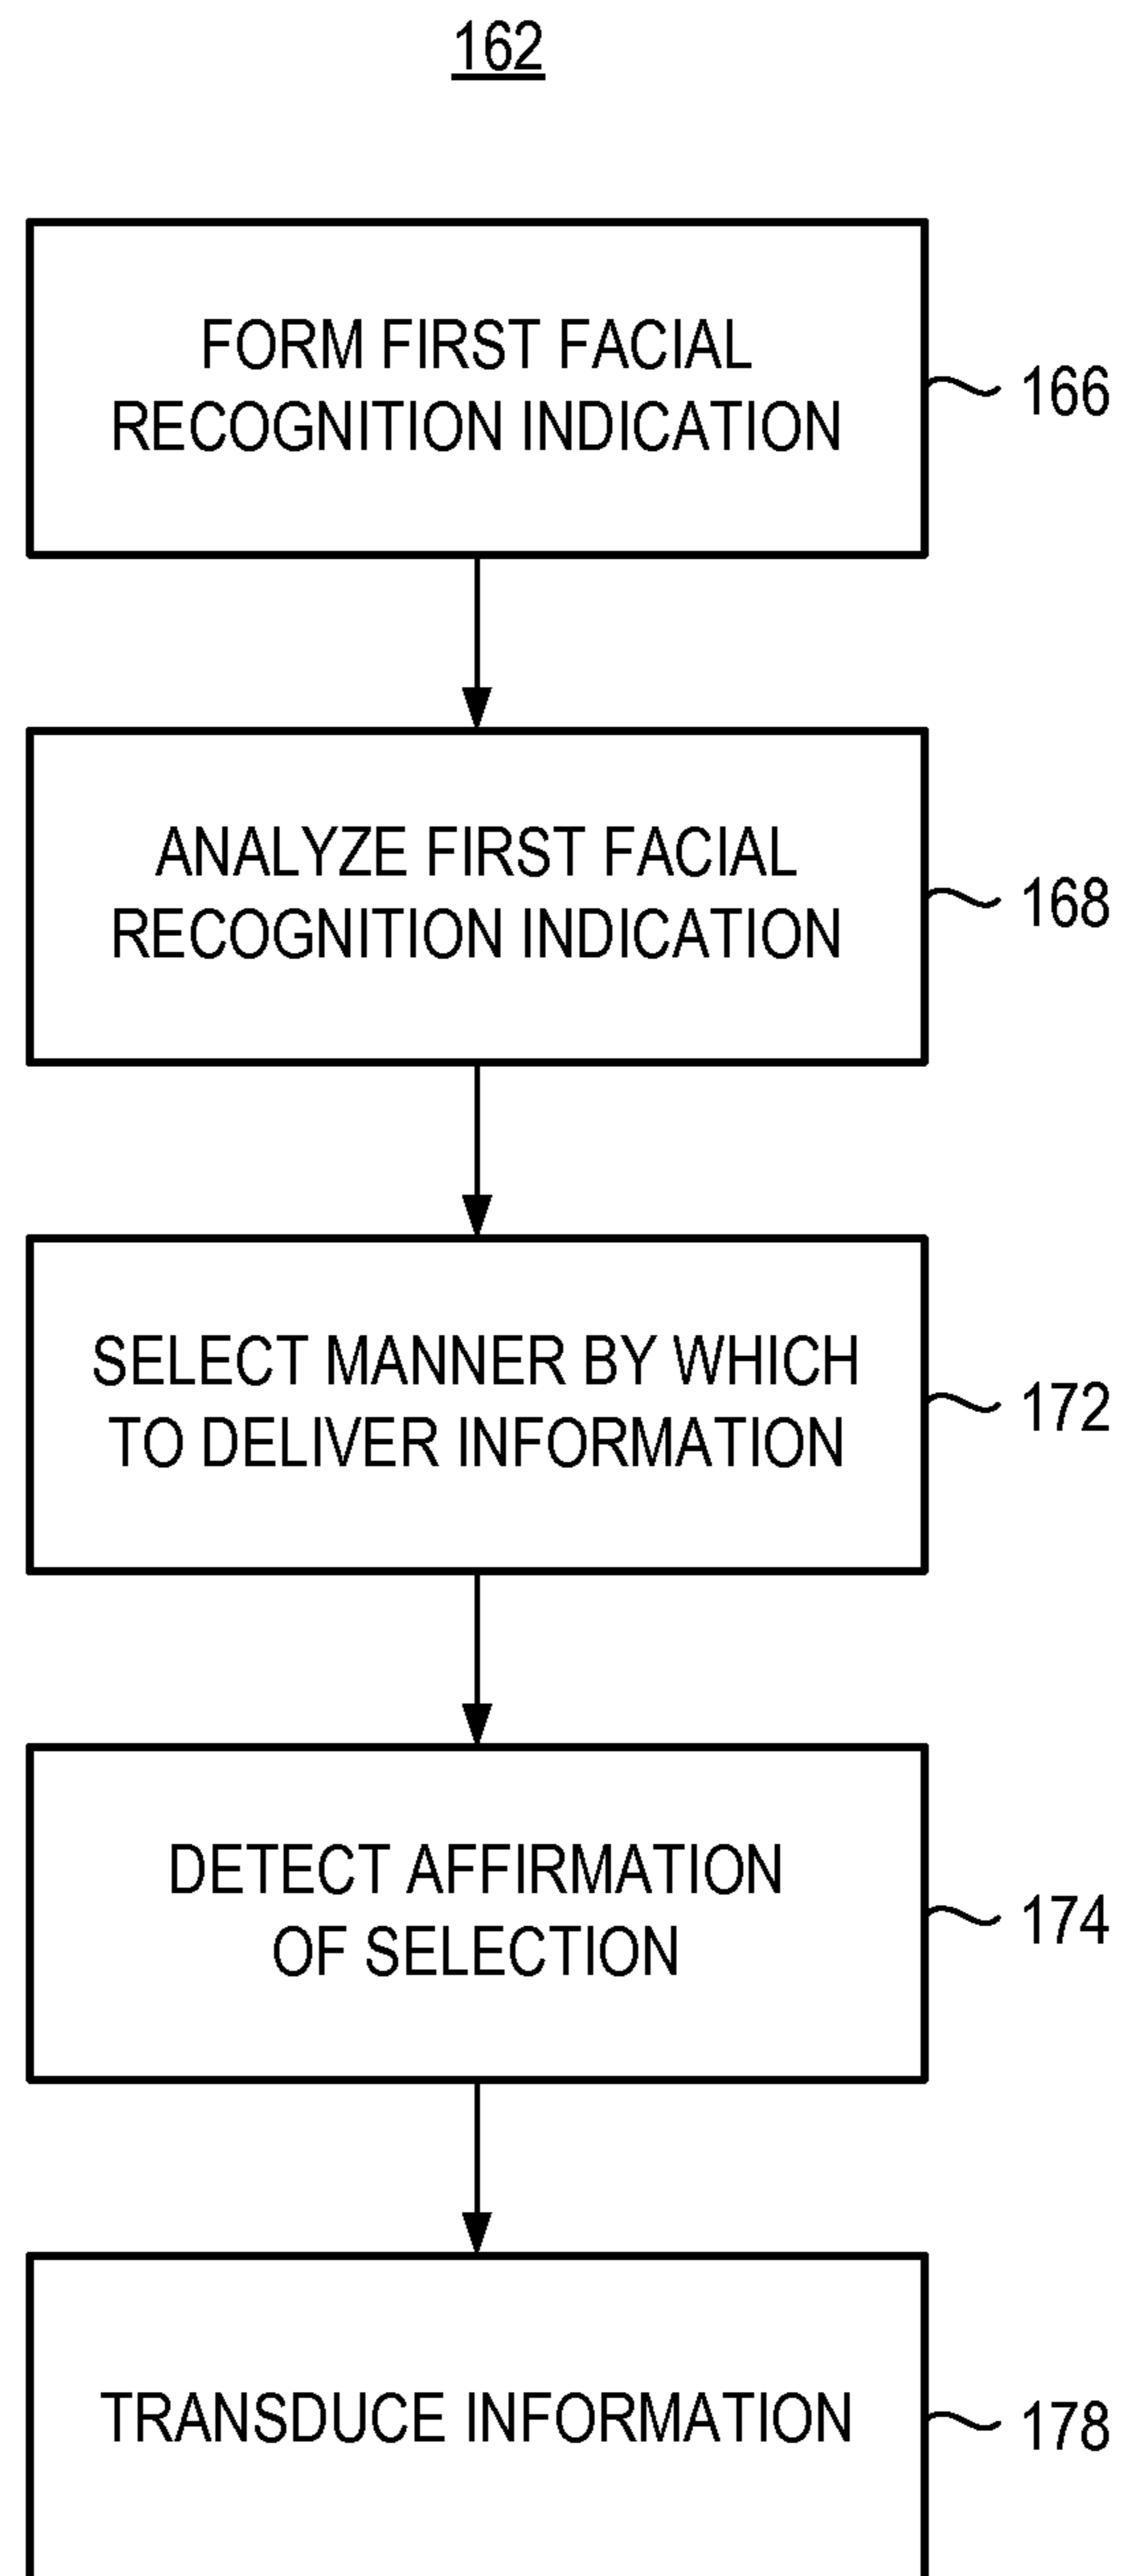 162
FORM FIRST FACIAL
RECOGNITION INDICATION
166
ANALYZE FIRST FACIAL
RECOGNITION INDICATION
168
SELECT MANNER BY WHICH
TO DELIVER INFORMATION
172
DETECT AFFIRMATION
OF SELECTION
174
TRANSDUCE INFORMATION
178